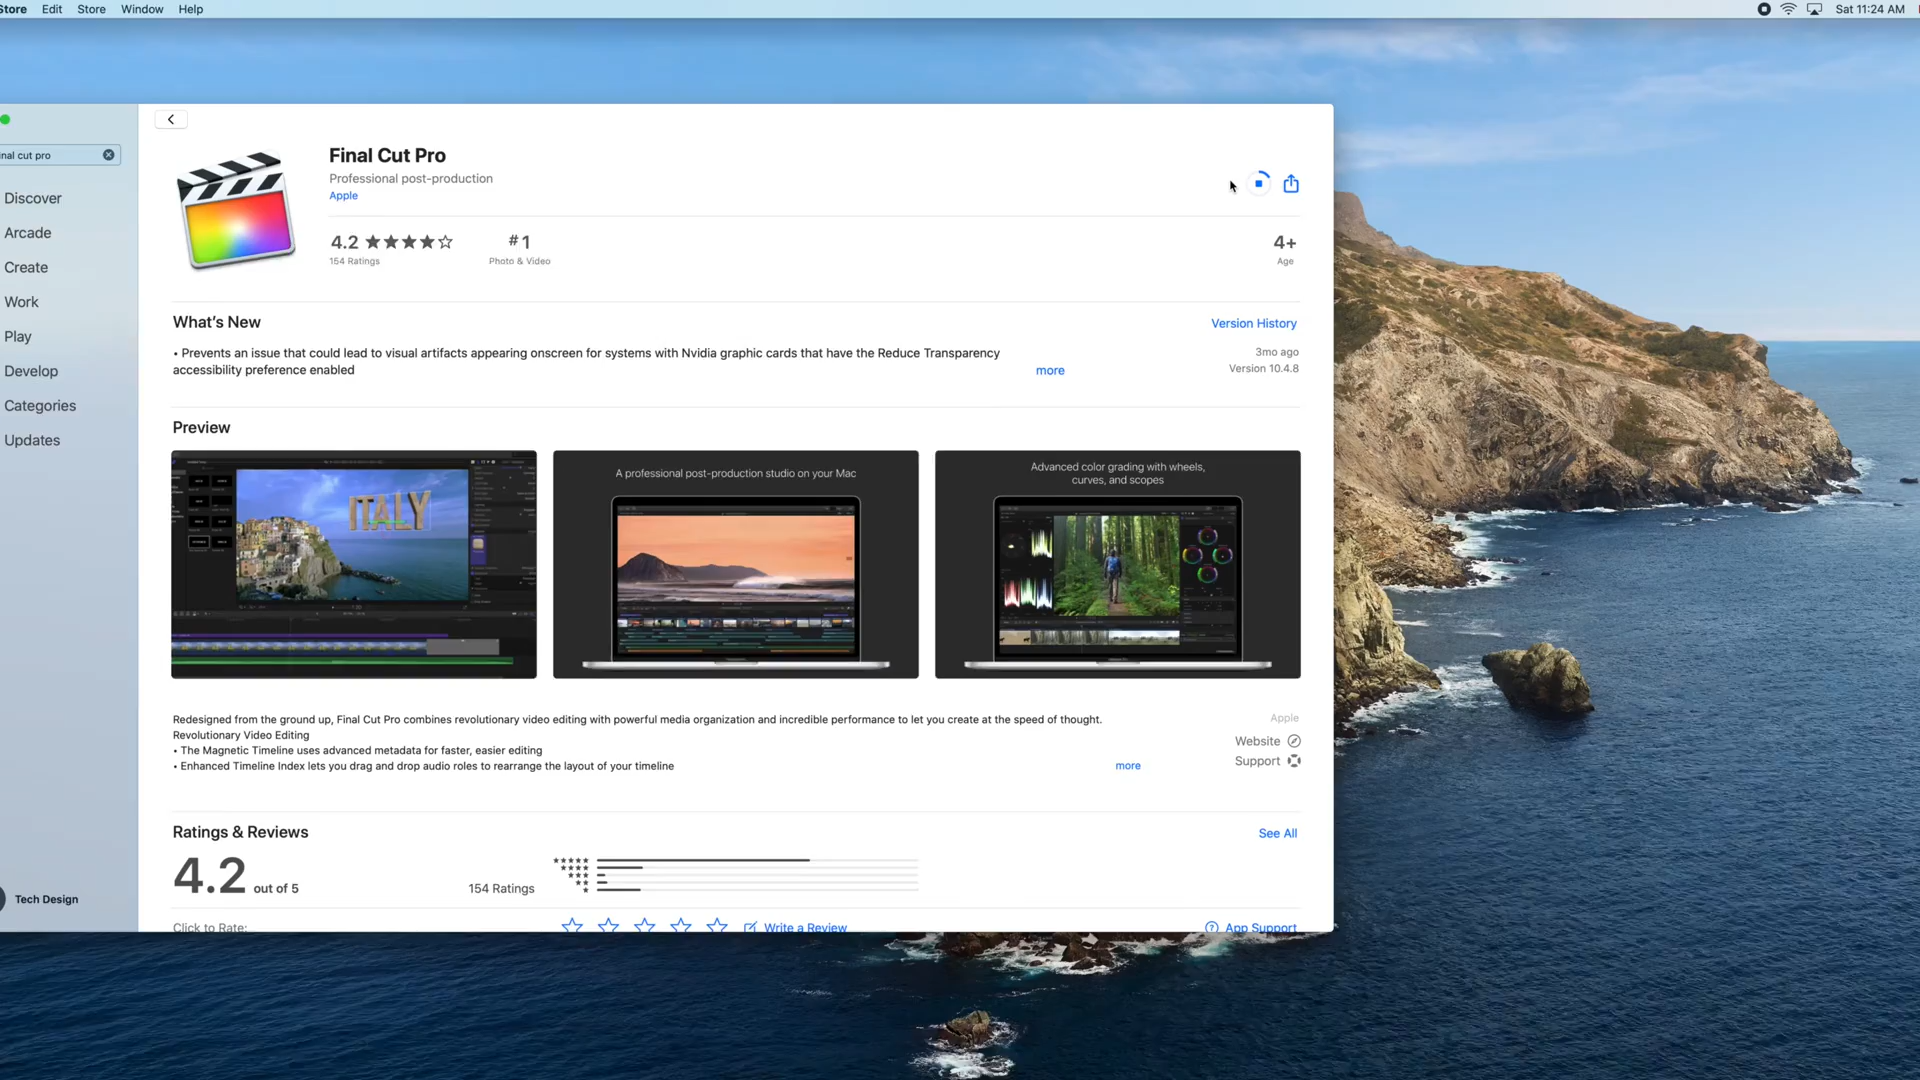 Store Edit Store Window Help
Sat 11:24 AM
inal cut pro
Discover
Arcade
Create
Work
Play
Develop
Categories
Updates
Tech Design
Final Cut Pro
Professional post-production
Apple
4.2
154 Ratings
#1
Photo & Video
4+
Age
What's New
Version History
• Prevents an issue that could lead to visual artifacts appearing onscreen for systems with Nvidia graphic cards that have the Reduce Transparency
accessibility preference enabled
more
3mo ago
Version 10.4.8
Preview
ITALY
A professional post-production studio on your Mac
Advanced color grading with wheels,
curves, and scopes
Redesigned from the ground up, Final Cut Pro combines revolutionary video editing with powerful media organization and incredible performance to let you create at the speed of thought.
Revolutionary Video Editing
• The Magnetic Timeline uses advanced metadata for faster, easier editing
• Enhanced Timeline Index lets you drag and drop audio roles to rearrange the layout of your timeline
more
Apple
Website
Support
Ratings & Reviews
See All
4.2 out of 5
154 Ratings
Click to Rate:
Write a Review
App Support